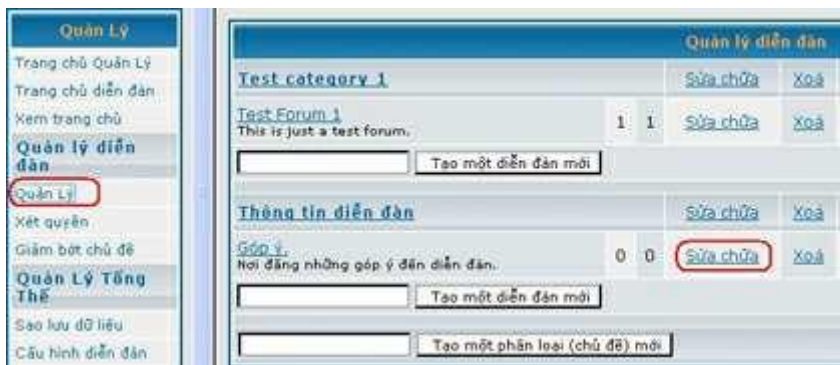 Quản Lý
Trang chủ Quản Lý
Trang chủ diễn đàn
Xem trang chủ
Quản lý diễn
đàn
Quản Lý
Xét quyền
Giảm bớt chủ đề
Quản Lý Tổng
Thể
Sao lưu dữ liệu
Cấu hình diễn đàn
Quản lý diễn đàn
Test category 1 Sửa chữa Xoá
Test Forum 1 1 1 Sửa chữa Xoá
This is just a test forum.
Tạo một diễn đàn mới
Thông tin diễn đàn Sửa chữa Xoá
Góp ý. 0 0 Sửa chữa Xoá
Nơi đăng những góp ý đến diễn đàn.
Tạo một diễn đàn mới
Tạo một phân loại (chủ đề) mới